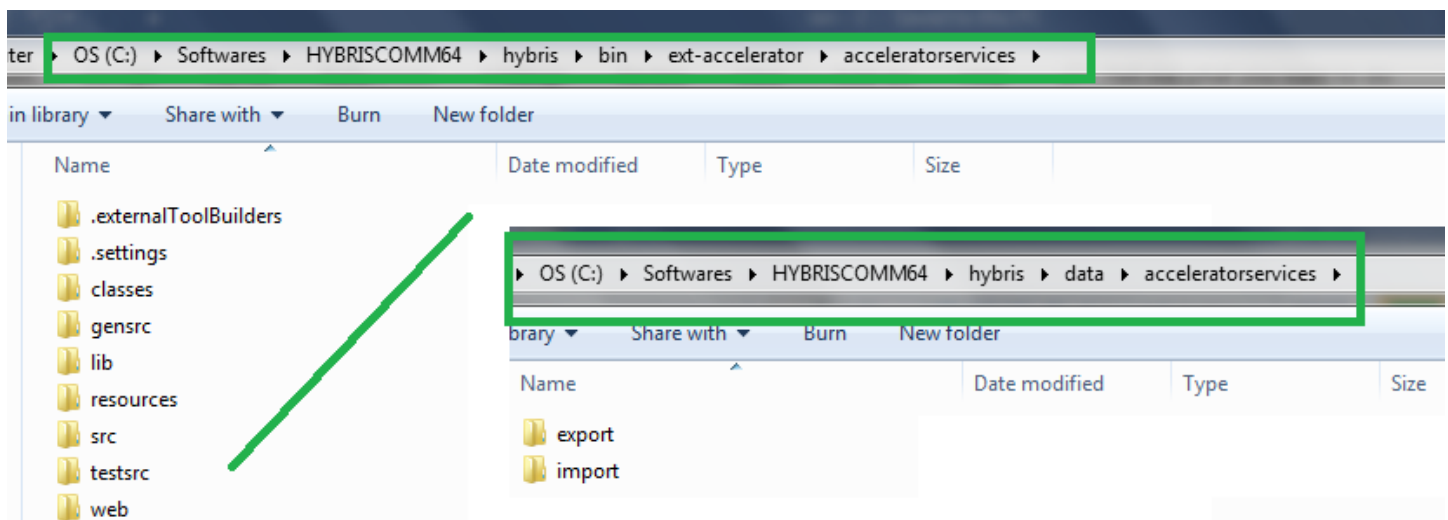 ter ▸ OS (C:) ▸ Softwares ▸ HYBRISCOMM64 ▸ hybris ▸ bin ▸ ext-accelerator ▸ acceleratorservices ▸
in library ▾ Share with ▾ Burn New folder
Name Date modified Type Size
.externalToolBuilders
.settings
classes
gensrc
lib
resources
src
testsrc
web
▸ OS (C:) ▸ Softwares ▸ HYBRISCOMM64 ▸ hybris ▸ data ▸ acceleratorservices ▸
brary ▾ Share with ▾ Burn New folder
Name Date modified Type Size
export
import